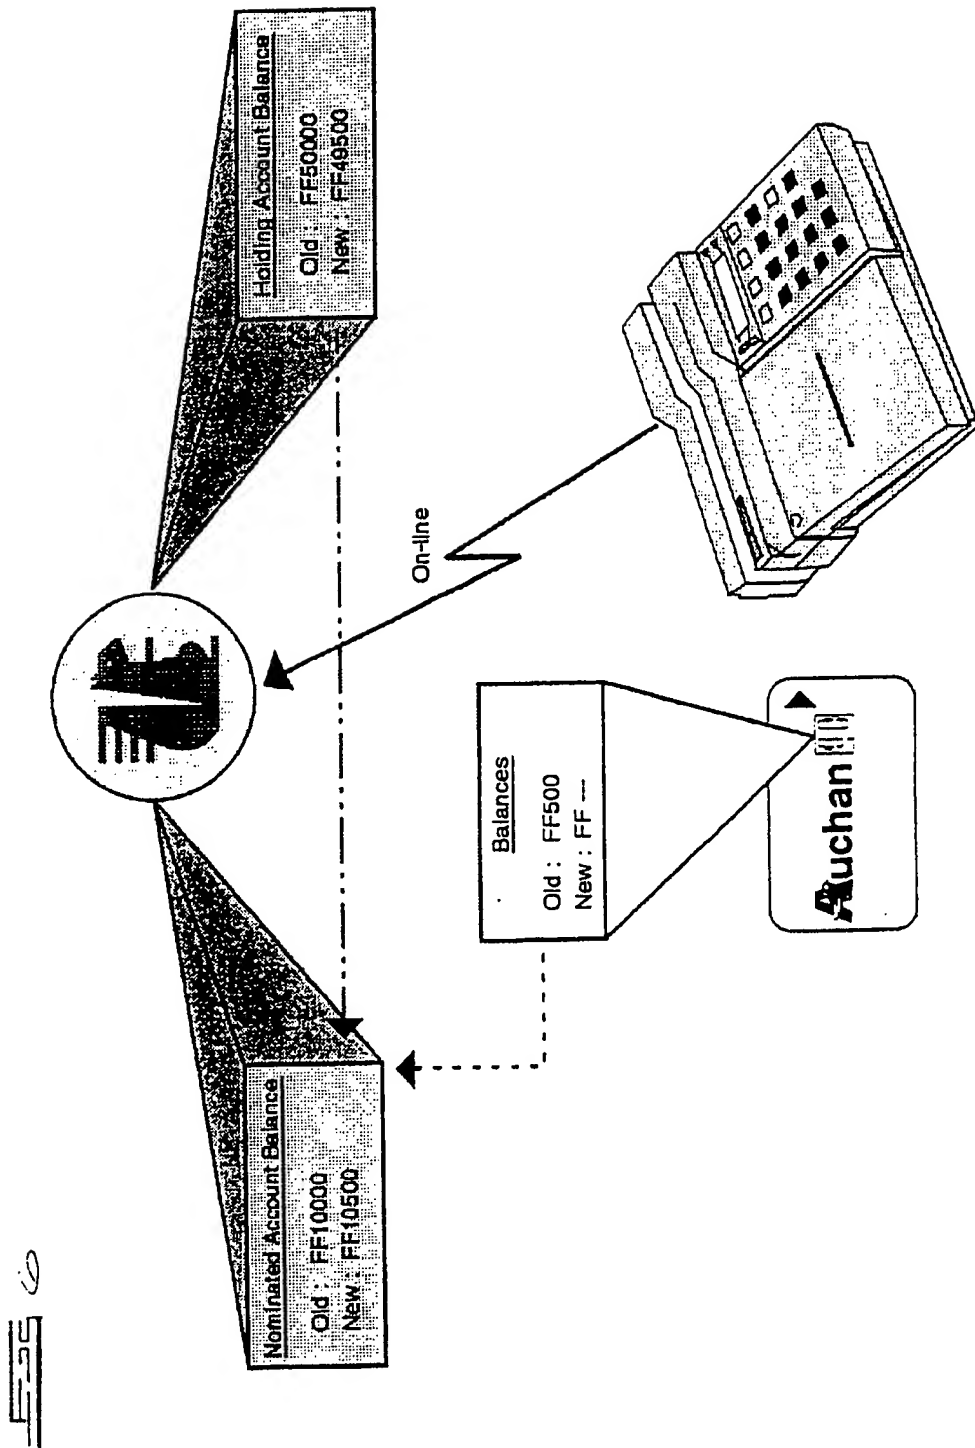 Nominated Account Balance
Old : FF10000
New : FF10500
Holding Account Balance
Old : FF50000
New : FF49500
On-line
Balances
Old : FF500
New : FF ---
Auchan